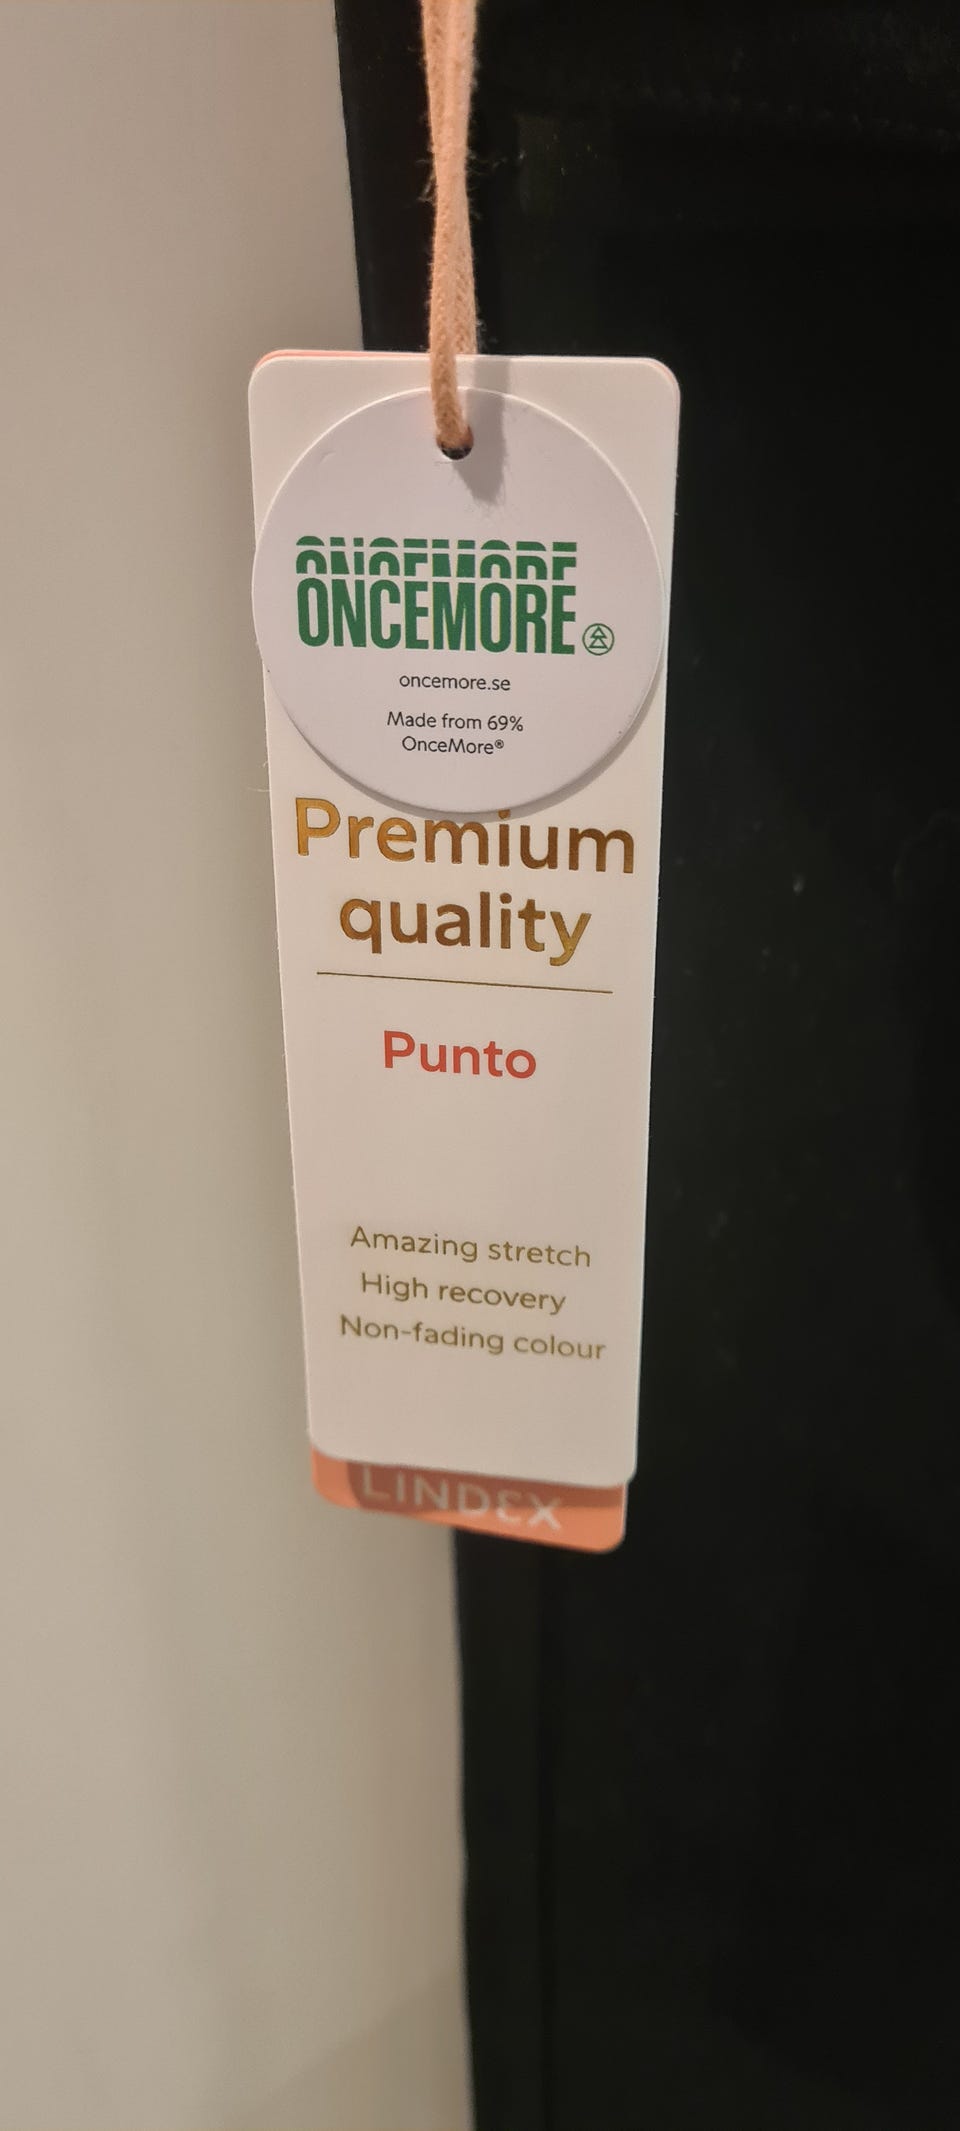 ONCEMORE
oncemore.se
Made from 69%
OnceMore®
Premium
quality
Punto
Amazing stretch
High recovery
Non-fading colour
LINDEX